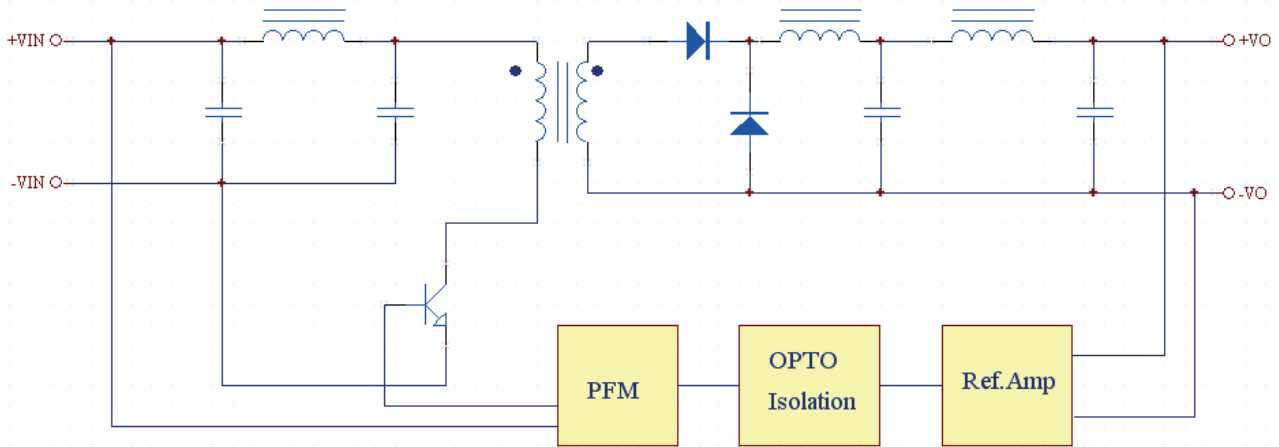 +VIN
+VO
-VIN
-VO
PFM
OPTO
Isolation
Ref.Amp